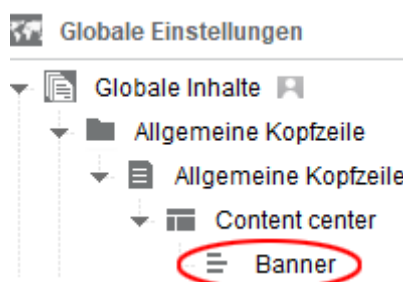 Globale Einstellungen
Globale Inhalte
Allgemeine Kopfzeile
Allgemeine Kopfzeile
Content center
Banner